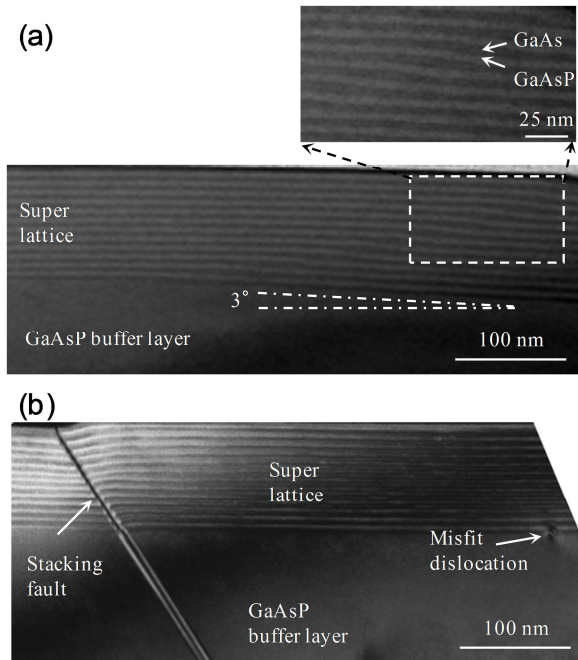 (a)
GaAs
GaAsP
25 nm
Super
lattice
3°
GaAsP buffer layer
100 nm
(b)
Super
lattice
Stacking
fault
Misfit
dislocation
GaAsP
buffer layer
100 nm